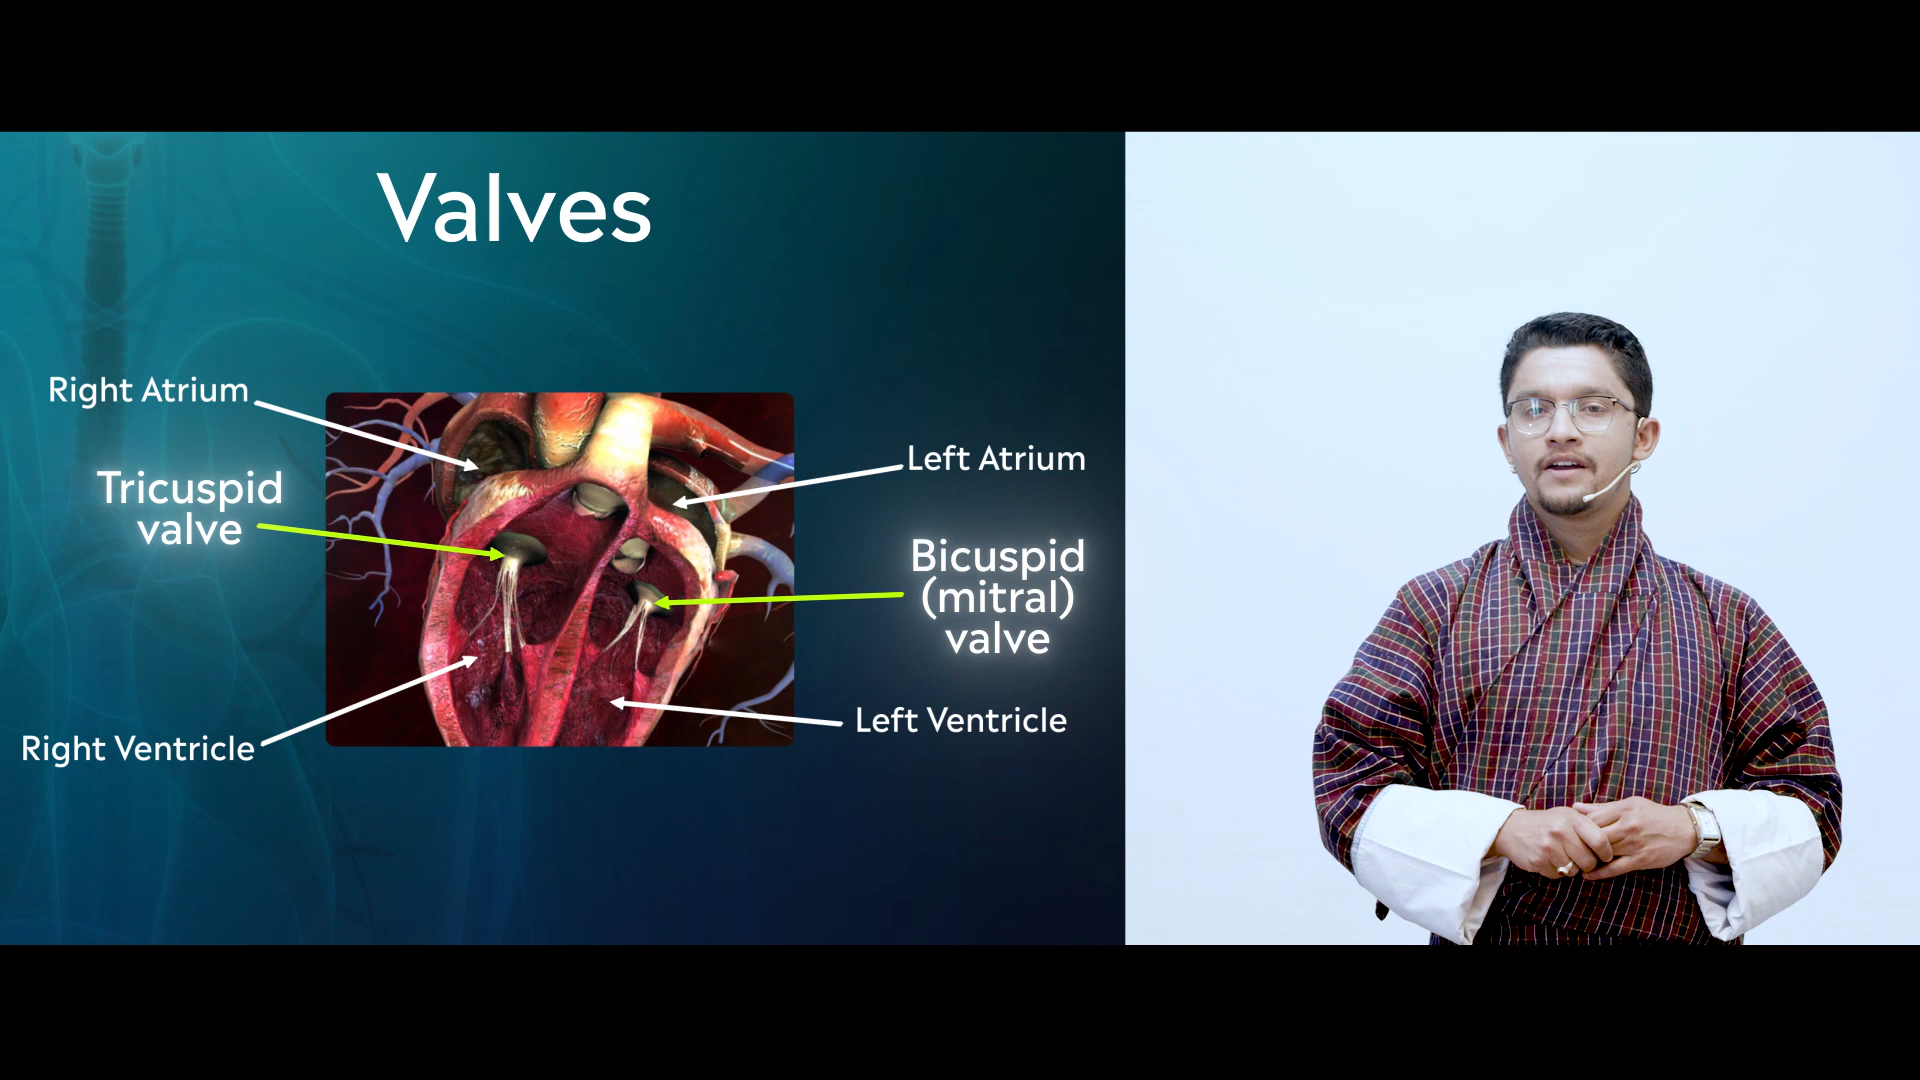 Valves
Right Atrium
Tricuspid
valve
Right Ventricle
Left Atrium
Bicuspid
(mitral)
valve
Left Ventricle